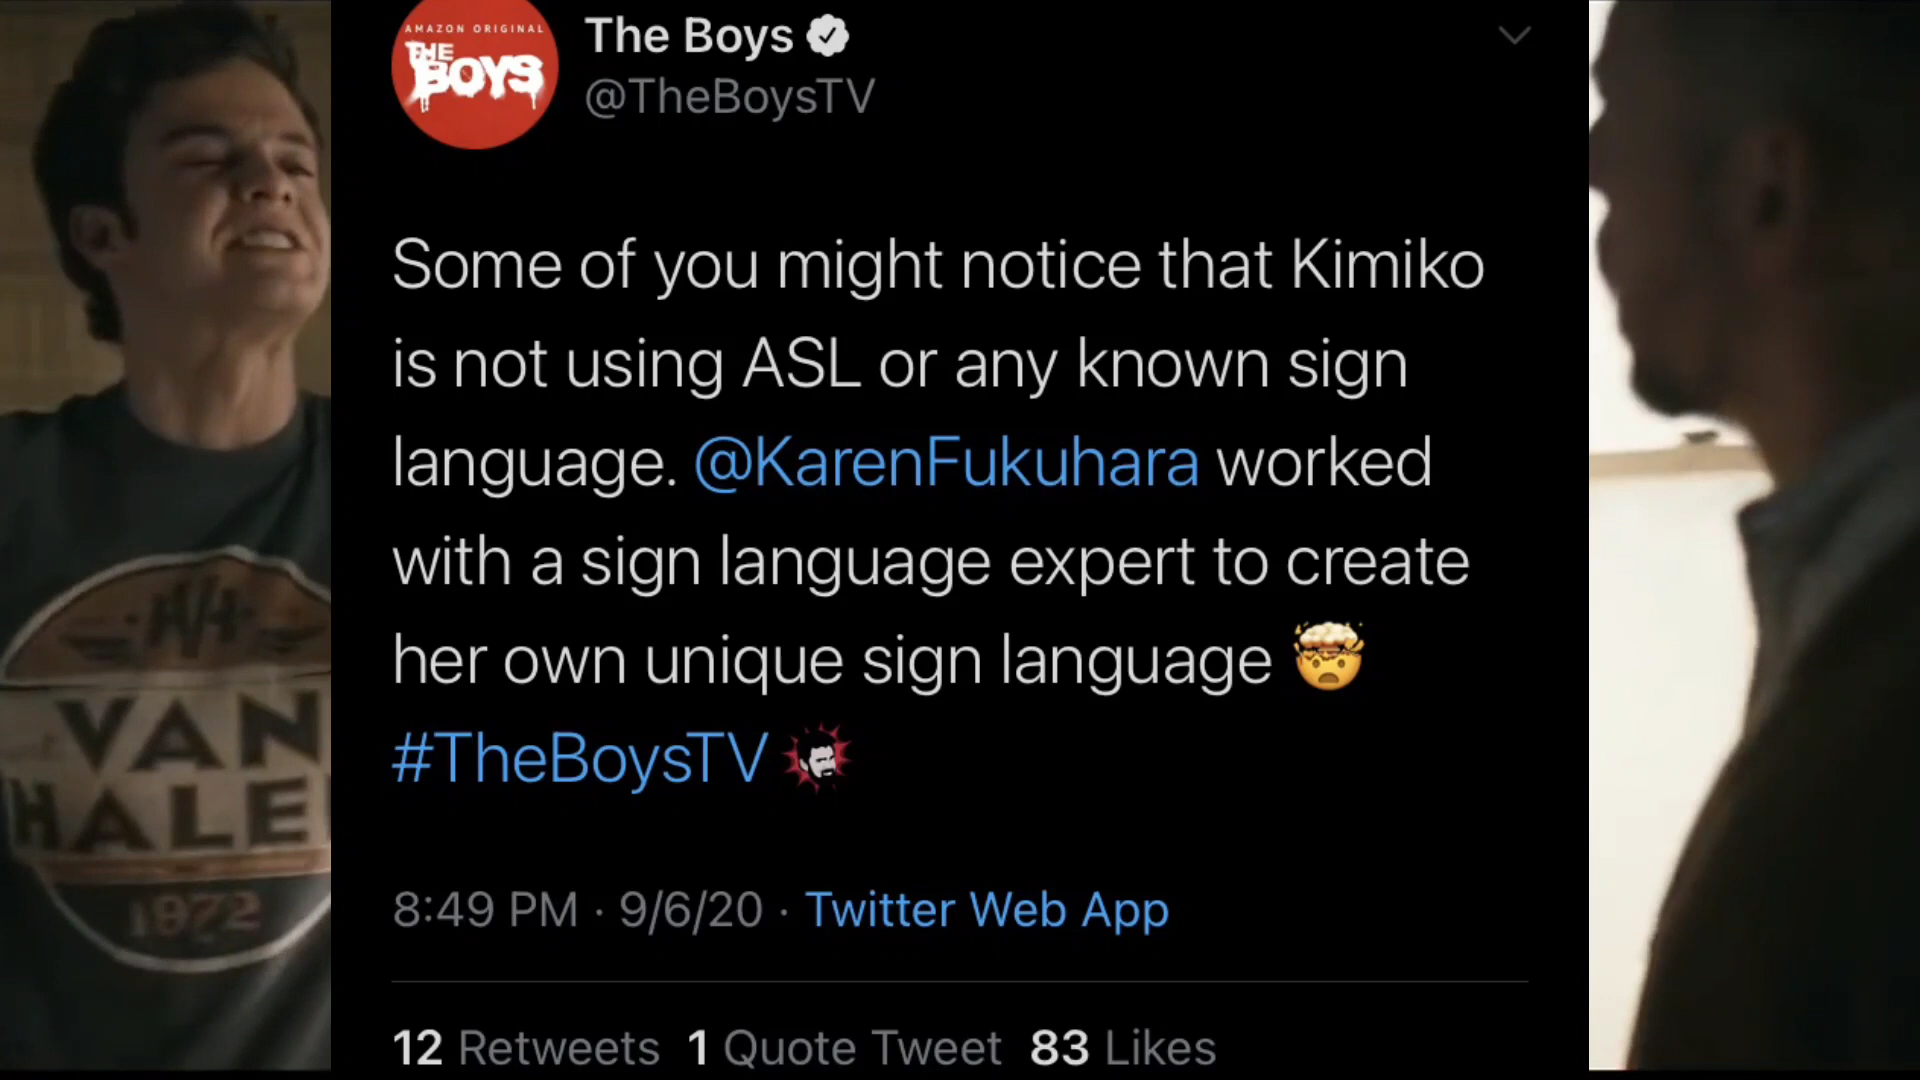 AMAZON ORIGINAL
THE
BOYS
The Boys
@TheBoysTV
Some of you might notice that Kimiko
is not using ASL or any known sign
language. @KarenFukuhara worked
with a sign language expert to create
her own unique sign language 🤯
#TheBoysTV
8:49 PM · 9/6/20 · Twitter Web App
12 Retweets 1 Quote Tweet 83 Likes
VH
VAN
HALE
1972